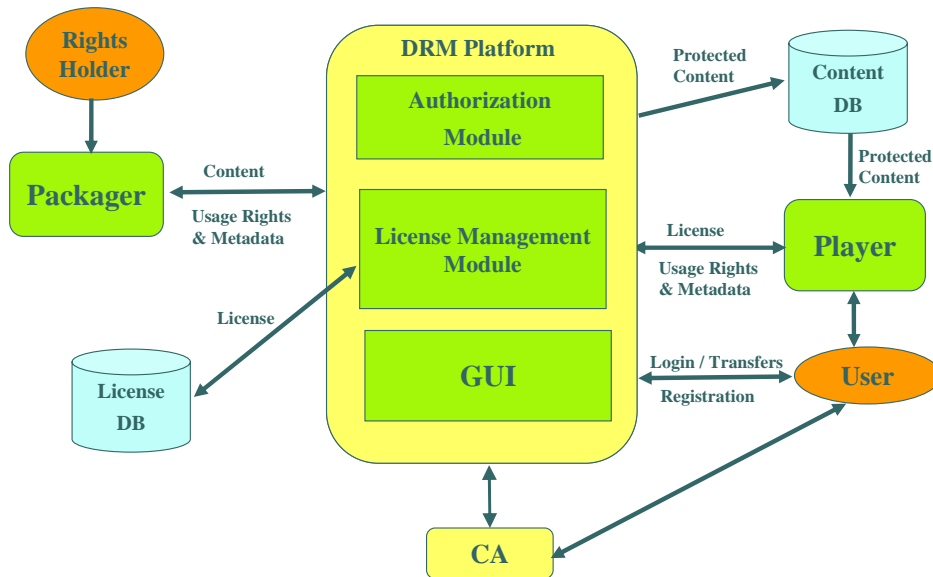 Rights
Holder
Packager
Content
Usage Rights
& Metadata
License
License
DB
DRM Platform
Authorization
Module
License Management
Module
GUI
CA
Protected
Content
Content
DB
Protected
Content
License
Usage Rights
& Metadata
Player
Login / Transfers
Registration
User